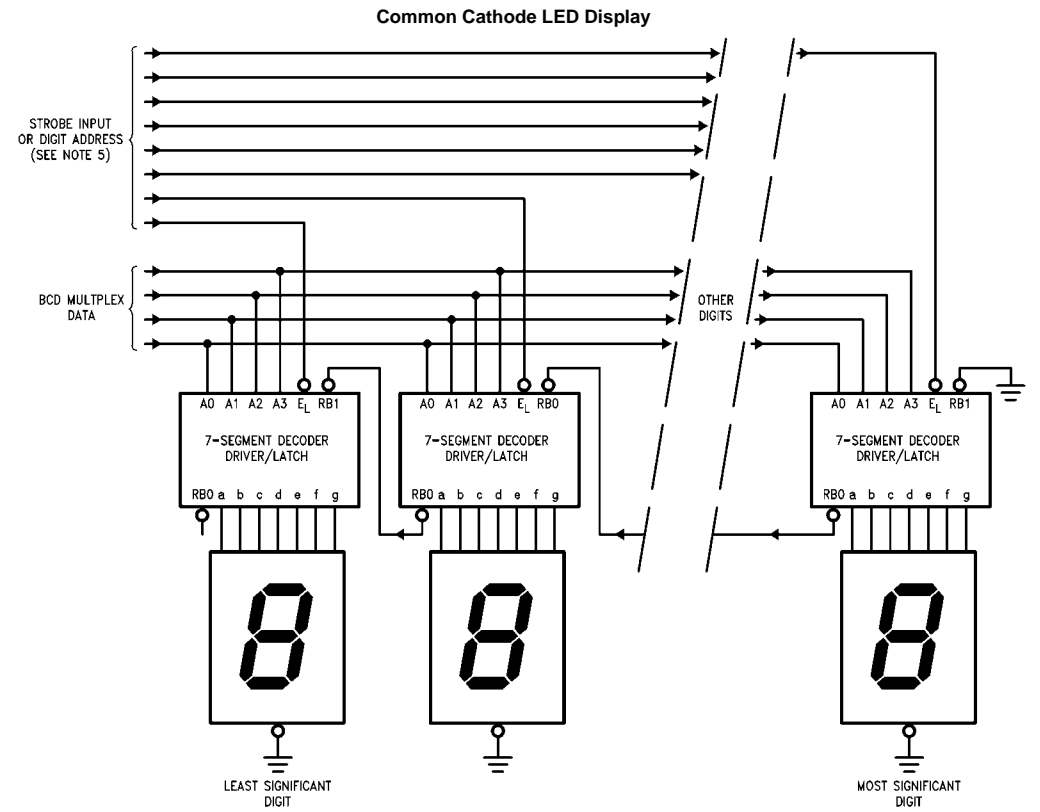 Common Cathode LED Display
STROBE INPUT
OR DIGIT ADDRESS
(SEE NOTE 5)
BCD MULTPLEX
DATA
OTHER
DIGITS
A0 A1 A2 A3 EL RB1
7-SEGMENT DECODER
DRIVER/LATCH
RBO a b c d e f g
A0 A1 A2 A3 EL RBO
7-SEGMENT DECODER
DRIVER/LATCH
RBO a b c d e f g
A0 A1 A2 A3 EL RB1
7-SEGMENT DECODER
DRIVER/LATCH
RBO a b c d e f g
8 8 8
LEAST SIGNIFICANT
DIGIT
MOST SIGNIFICANT
DIGIT